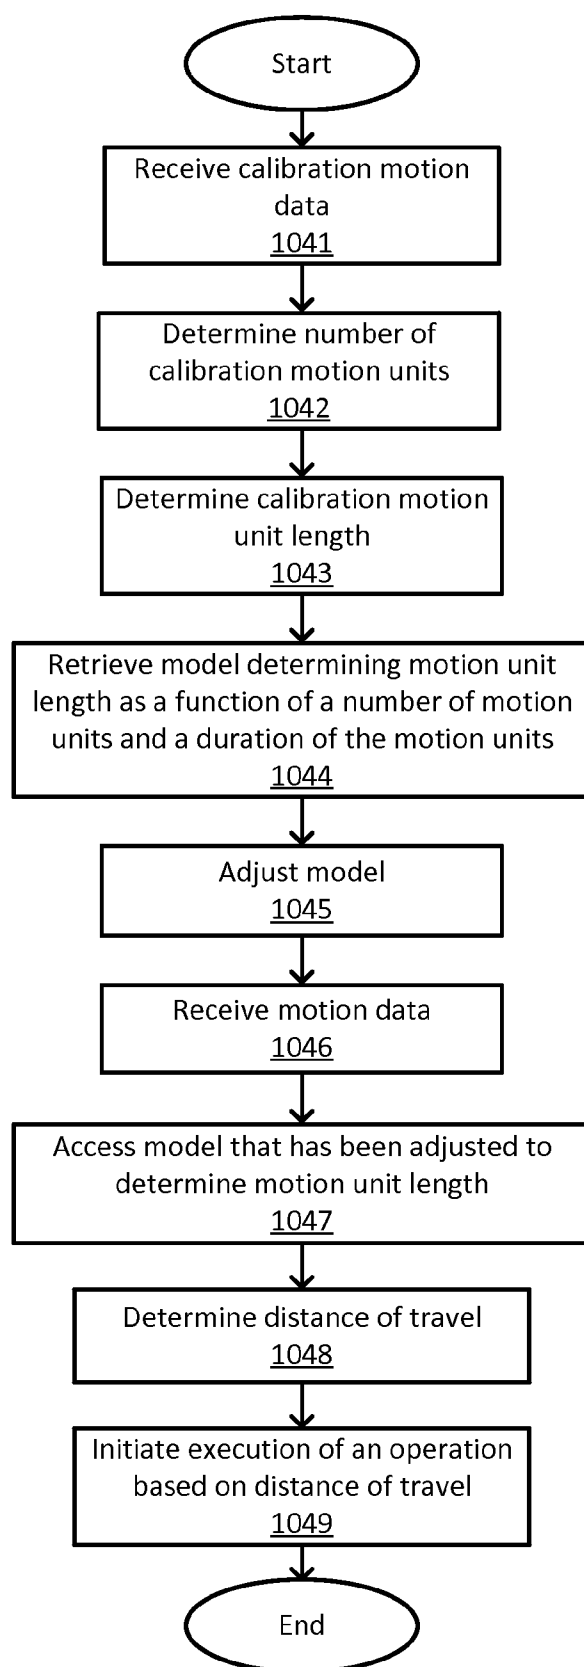 Start
Receive calibration motion
data
1041
Determine number of
calibration motion units
1042
Determine calibration motion
unit length
1043
Retrieve model determining motion unit
length as a function of a number of motion
units and a duration of the motion units
1044
Adjust model
1045
Receive motion data
1046
Access model that has been adjusted to
determine motion unit length
1047
Determine distance of travel
1048
Initiate execution of an operation
based on distance of travel
1049
End